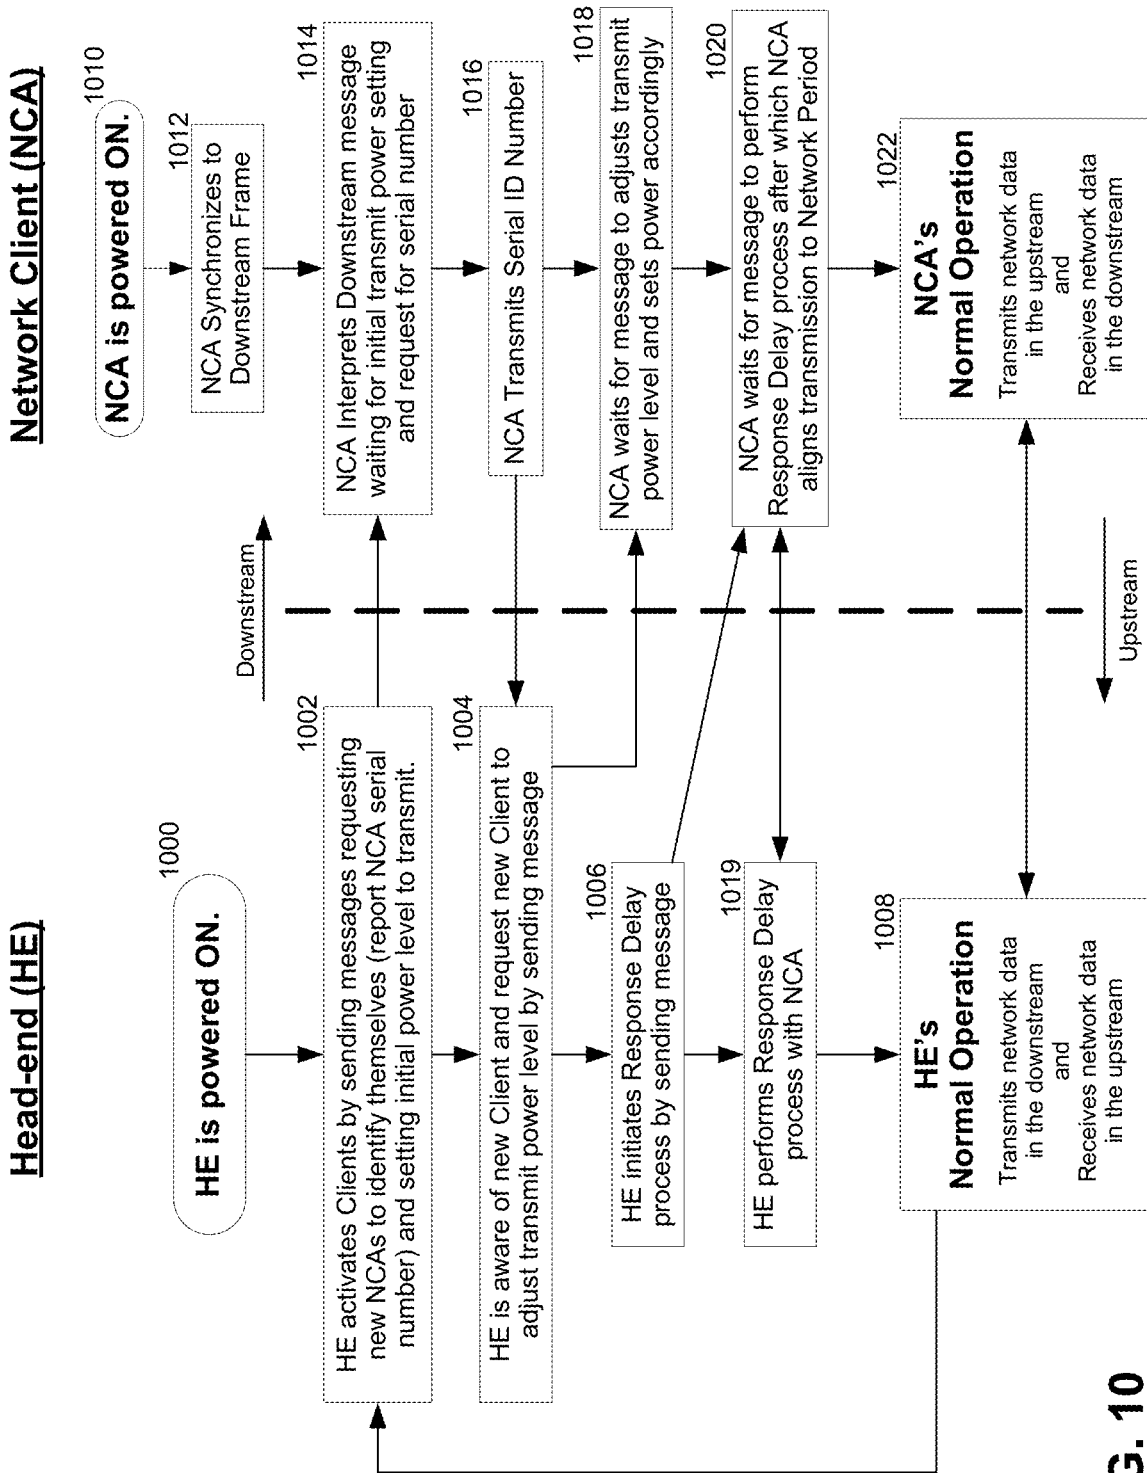 Head-end (HE)
Network Client (NCA)
1000
HE is powered ON.
1002
HE activates Clients by sending messages requesting
new NCAs to identify themselves (report NCA serial
number) and setting initial power level to transmit.
1004
HE is aware of new Client and request new Client to
adjust transmit power level by sending message
1006
HE initiates Response Delay
process by sending message
1019
HE performs Response Delay
process with NCA
1008
HE's
Normal Operation
Transmits network data
in the downstream
and
Receives network data
in the upstream
Downstream
Upstream
1010
NCA is powered ON.
1012
NCA Synchronizes to
Downstream Frame
1014
NCA Interprets Downstream message
waiting for initial transmit power setting
and request for serial number
1016
NCA Transmits Serial ID Number
1018
NCA waits for message to adjusts transmit
power level and sets power accordingly
1020
NCA waits for message to perform
Response Delay process after which NCA
aligns transmission to Network Period
1022
NCA's
Normal Operation
Transmits network data
in the upstream
and
Receives network data
in the downstream
G. 10